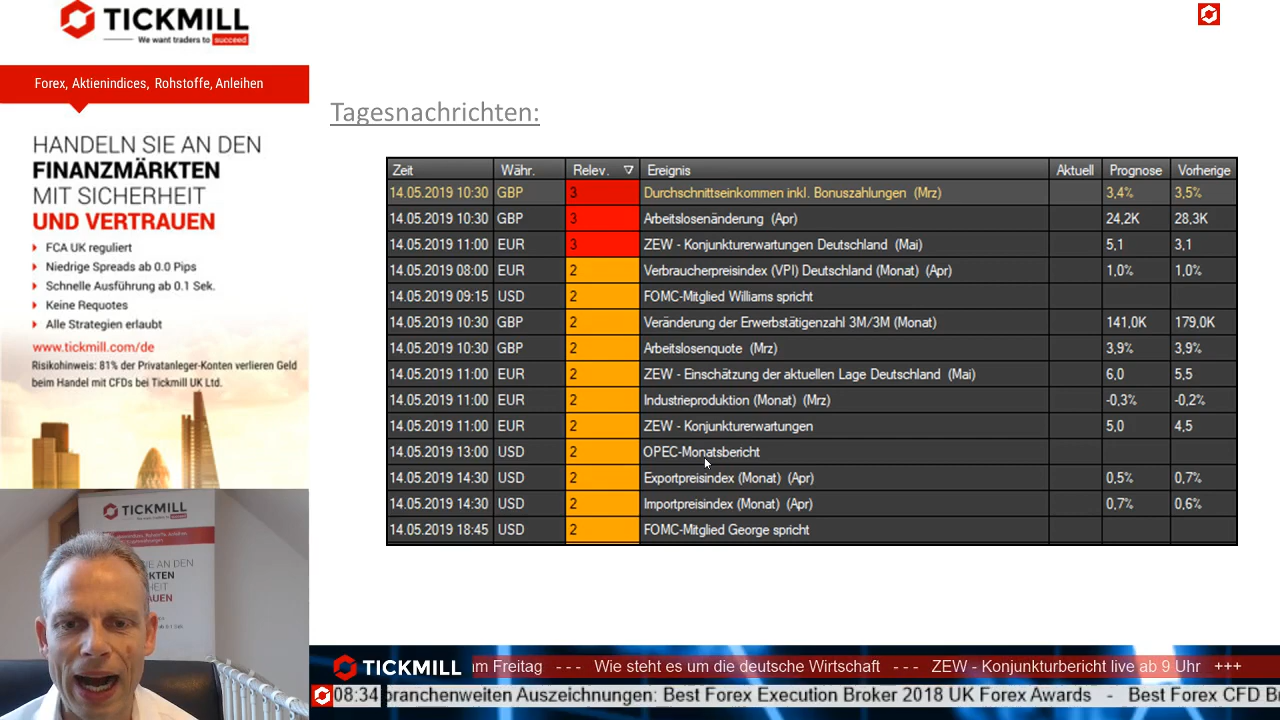 TICKMILL
We want traders to succeed
Forex, Aktienindices, Rohstoffe, Anleihen
HANDELN SIE AN DEN
FINANZMÄRKTEN
MIT SICHERHEIT
UND VERTRAUEN
FCA UK reguliert
Niedrige Spreads ab 0.0 Pips
Schnelle Ausführung ab 0.1 Sek.
Keine Requotes
Alle Strategien erlaubt
www.tickmill.com/de
Risikohinweis: 81% der Privatanleger-Konten verlieren Geld
beim Handel mit CFDs bei Tickmill UK Ltd.
TICKMILL
Tagesnachrichten:
Zeit Währ. Relev. Ereignis Aktuell Prognose Vorherige
14.05.2019 10:30 GBP 3 Durchschnittseinkommen inkl. Bonuszahlungen (Mrz) 3,4% 3,5%
14.05.2019 10:30 GBP 3 Arbeitslosenänderung (Apr) 24,2K 28,3K
14.05.2019 11:00 EUR 3 ZEW - Konjunkturerwartungen Deutschland (Mai) 5,1 3,1
14.05.2019 08:00 EUR 2 Verbraucherpreisindex (VPI) Deutschland (Monat) (Apr) 1,0% 1,0%
14.05.2019 09:15 USD 2 FOMC-Mitglied Williams spricht
14.05.2019 10:30 GBP 2 Veränderung der Erwerbstätigenzahl 3M/3M (Monat) 141,0K 179,0K
14.05.2019 10:30 GBP 2 Arbeitslosenquote (Mrz) 3,9% 3,9%
14.05.2019 11:00 EUR 2 ZEW - Einschätzung der aktuellen Lage Deutschland (Mai) 6,0 5,5
14.05.2019 11:00 EUR 2 Industrieproduktion (Monat) (Mrz) -0,3% -0,2%
14.05.2019 11:00 EUR 2 ZEW - Konjunkturerwartungen 5,0 4,5
14.05.2019 13:00 USD 2 OPEC-Monatsbericht
14.05.2019 14:30 USD 2 Exportpreisindex (Monat) (Apr) 0,5% 0,7%
14.05.2019 14:30 USD 2 Importpreisindex (Monat) (Apr) 0,7% 0,6%
14.05.2019 18:45 USD 2 FOMC-Mitglied George spricht
TICKMILL am Freitag - - - Wie steht es um die deutsche Wirtschaft - - - ZEW - Konjunkturbericht live ab 9 Uhr +++
08:34 branchenweiten Auszeichnungen: Best Forex Execution Broker 2018 UK Forex Awards - Best Forex CFD